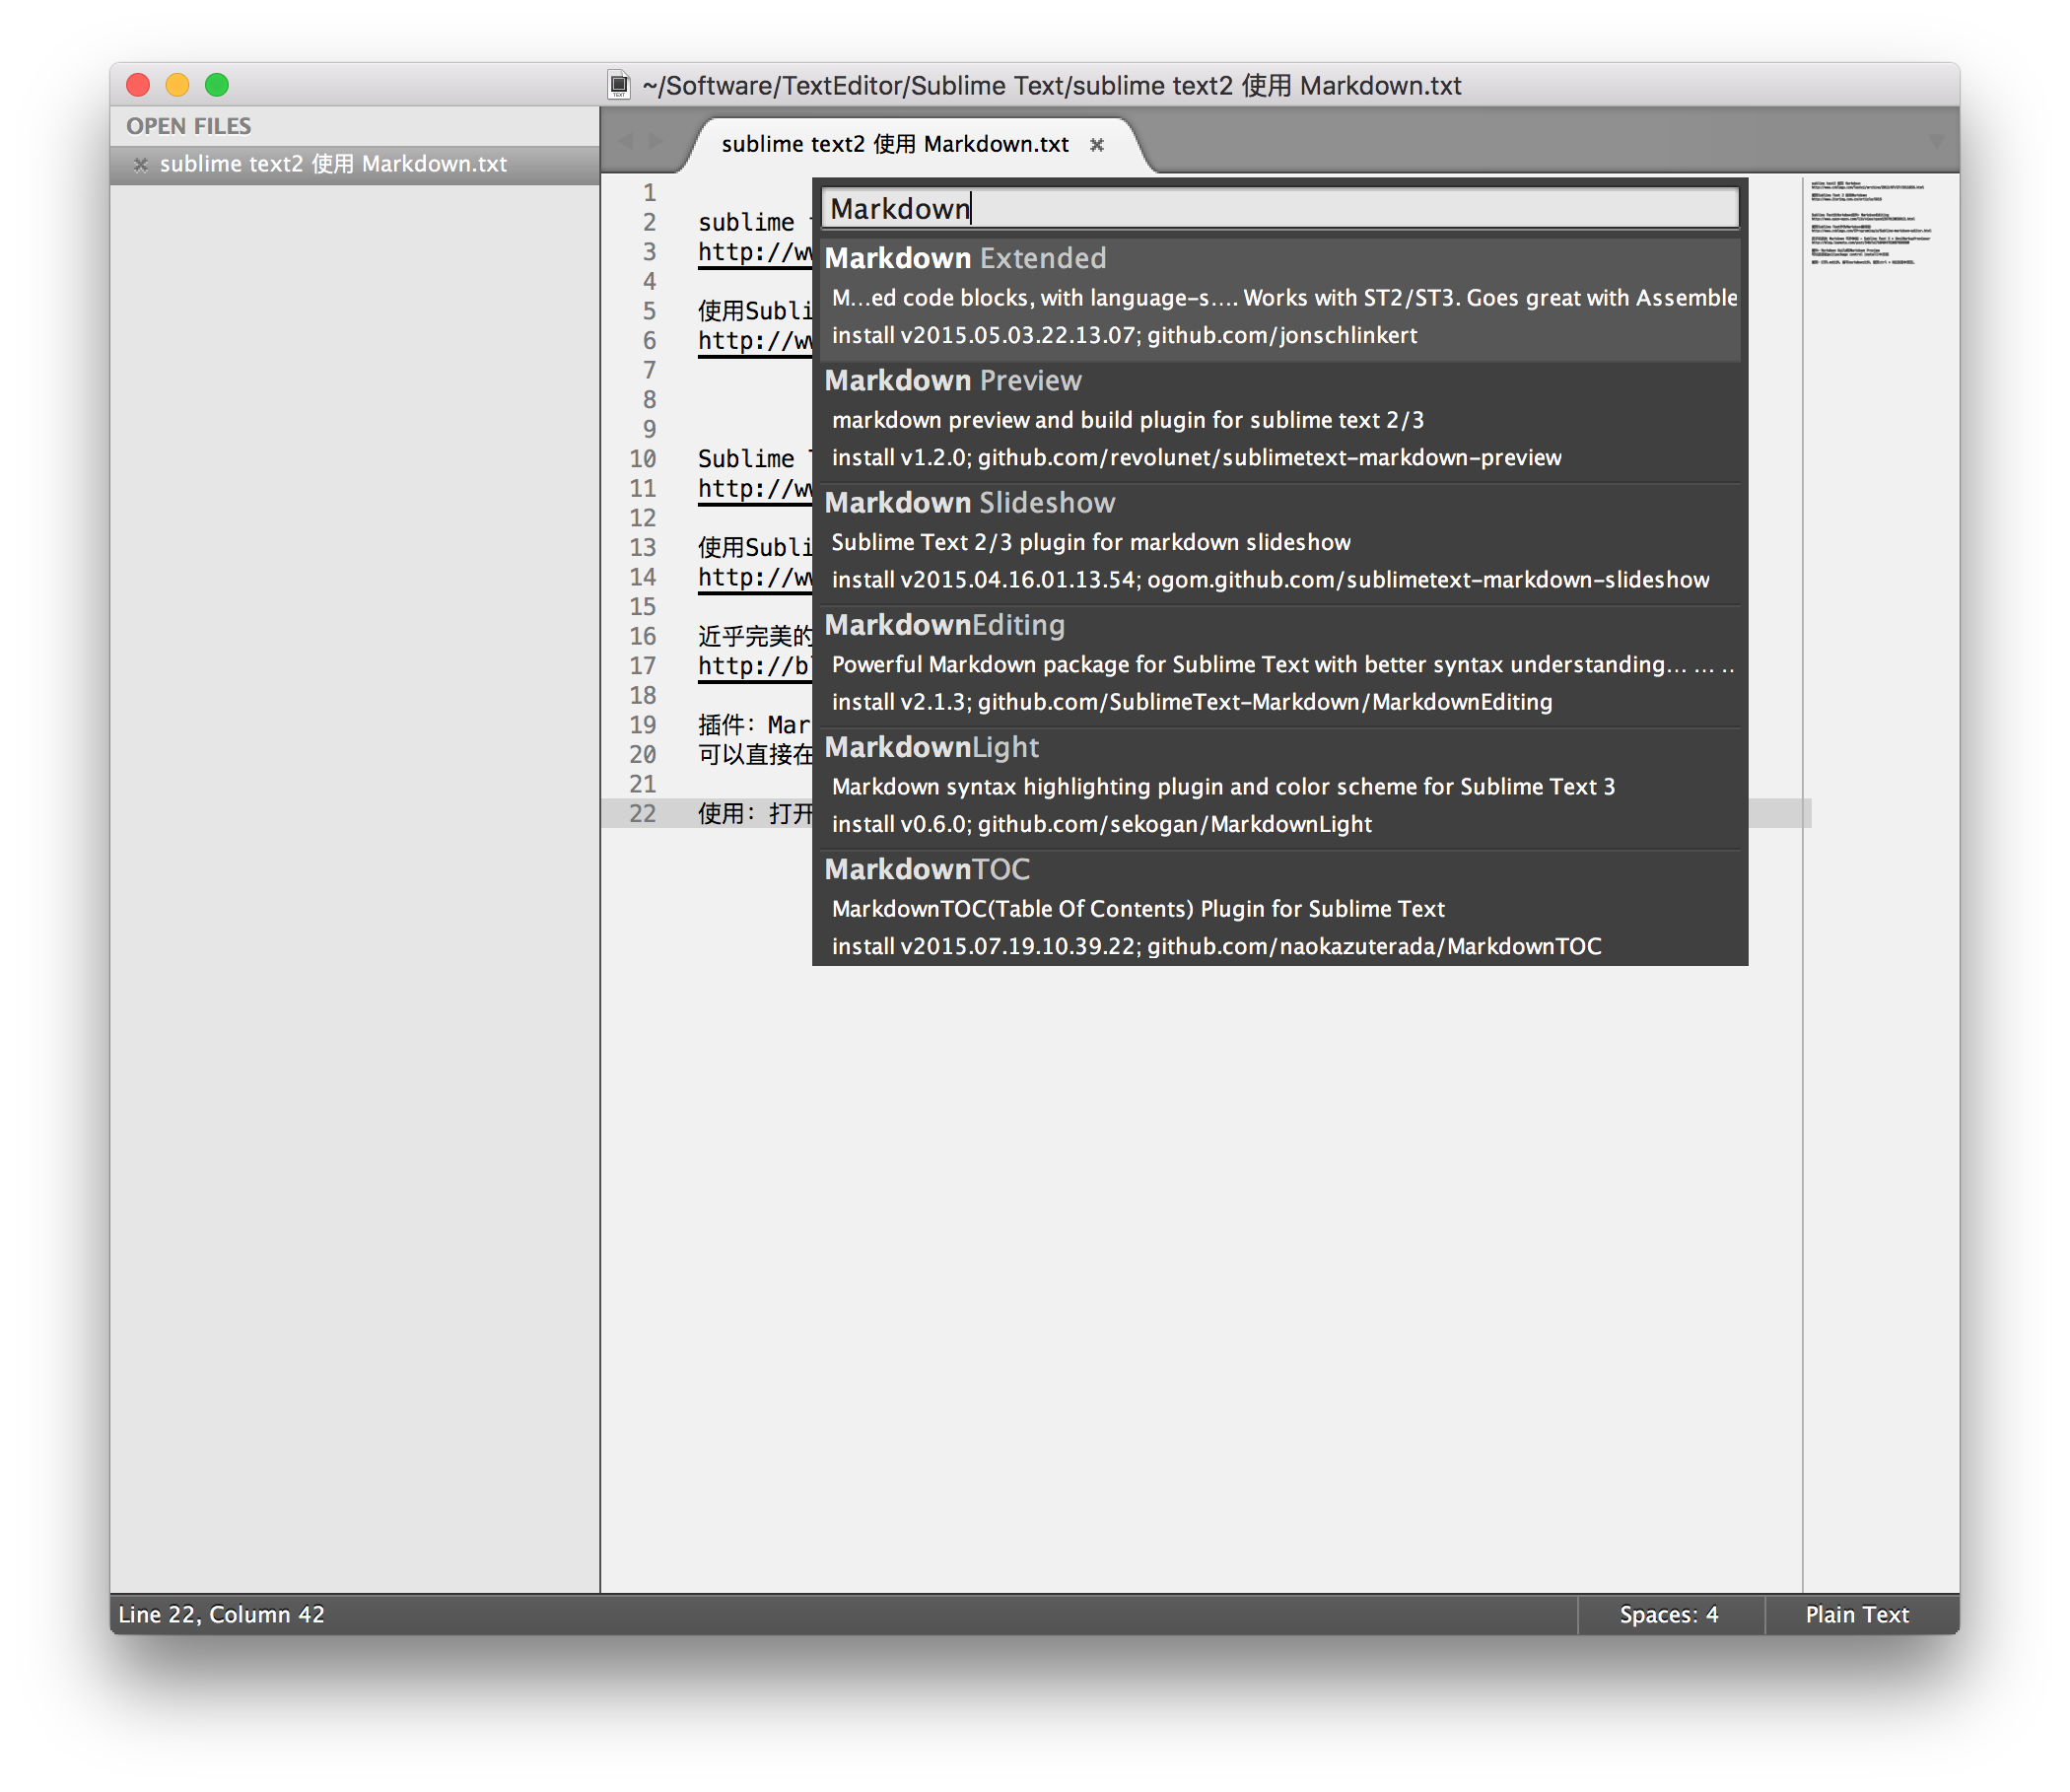 ~/Software/TextEditor/Sublime Text/sublime text2 使用 Markdown.txt
OPEN FILES
sublime text2 使用 Markdown.txt
sublime text2 使用 Markdown.txt
Markdown
Markdown Extended
M...ed code blocks, with language-s.... Works with ST2/ST3. Goes great with Assemble
install v2015.05.03.22.13.07; github.com/jonschlinkert
Markdown Preview
markdown preview and build plugin for sublime text 2/3
install v1.2.0; github.com/revolunet/sublimetext-markdown-preview
Markdown Slideshow
Sublime Text 2/3 plugin for markdown slideshow
install v2015.04.16.01.13.54; ogom.github.com/sublimetext-markdown-slideshow
MarkdownEditing
Powerful Markdown package for Sublime Text with better syntax understanding... ... ..
install v2.1.3; github.com/SublimeText-Markdown/MarkdownEditing
MarkdownLight
Markdown syntax highlighting plugin and color scheme for Sublime Text 3
install v0.6.0; github.com/sekogan/MarkdownLight
MarkdownTOC
MarkdownTOC(Table Of Contents) Plugin for Sublime Text
install v2015.07.19.10.39.22; github.com/naokazuterada/MarkdownTOC
1
2 sublime
3 http://w
4
5 使用Subli
6 http://w
7
8
9
10 Sublime
11 http://w
12
13 使用Subli
14 http://w
15
16 近乎完美的
17 http://b
18
19 插件：Mar
20 可以直接在
21
22 使用：打开
Line 22, Column 42
Spaces: 4
Plain Text